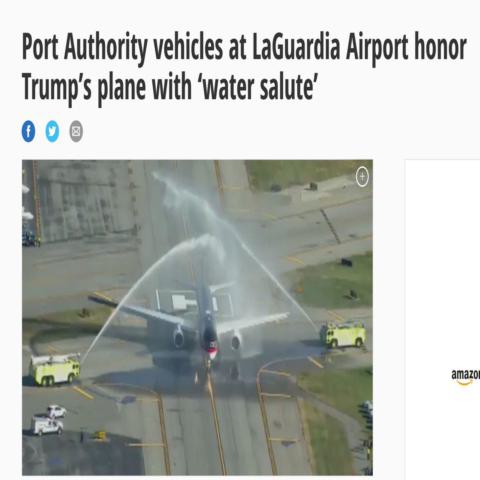 Port Authority vehicles at LaGuardia Airport honor
Trump's plane with ‘water salute’
amazon